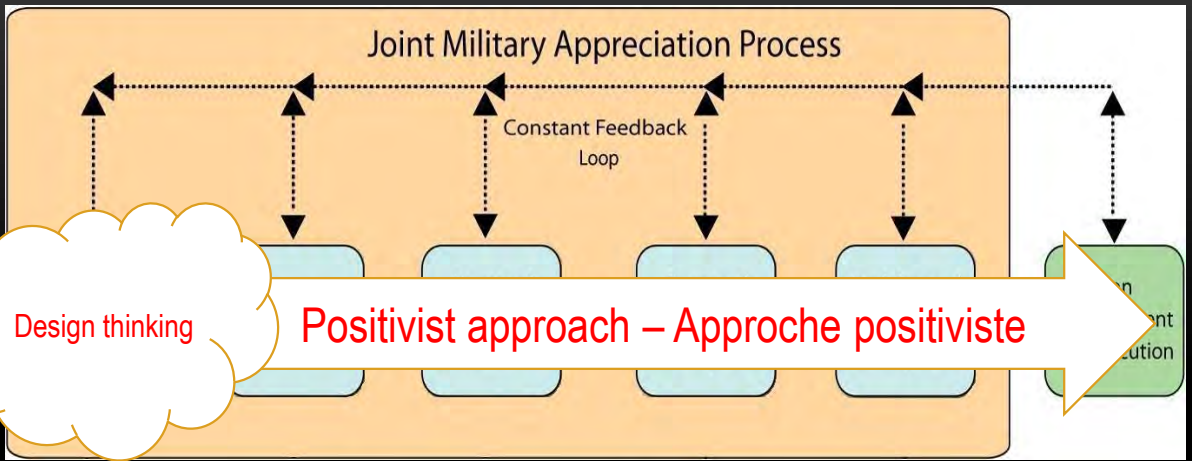 Joint Military Appreciation Process
Constant Feedback
Loop
Design thinking
Positivist approach – Approche positiviste